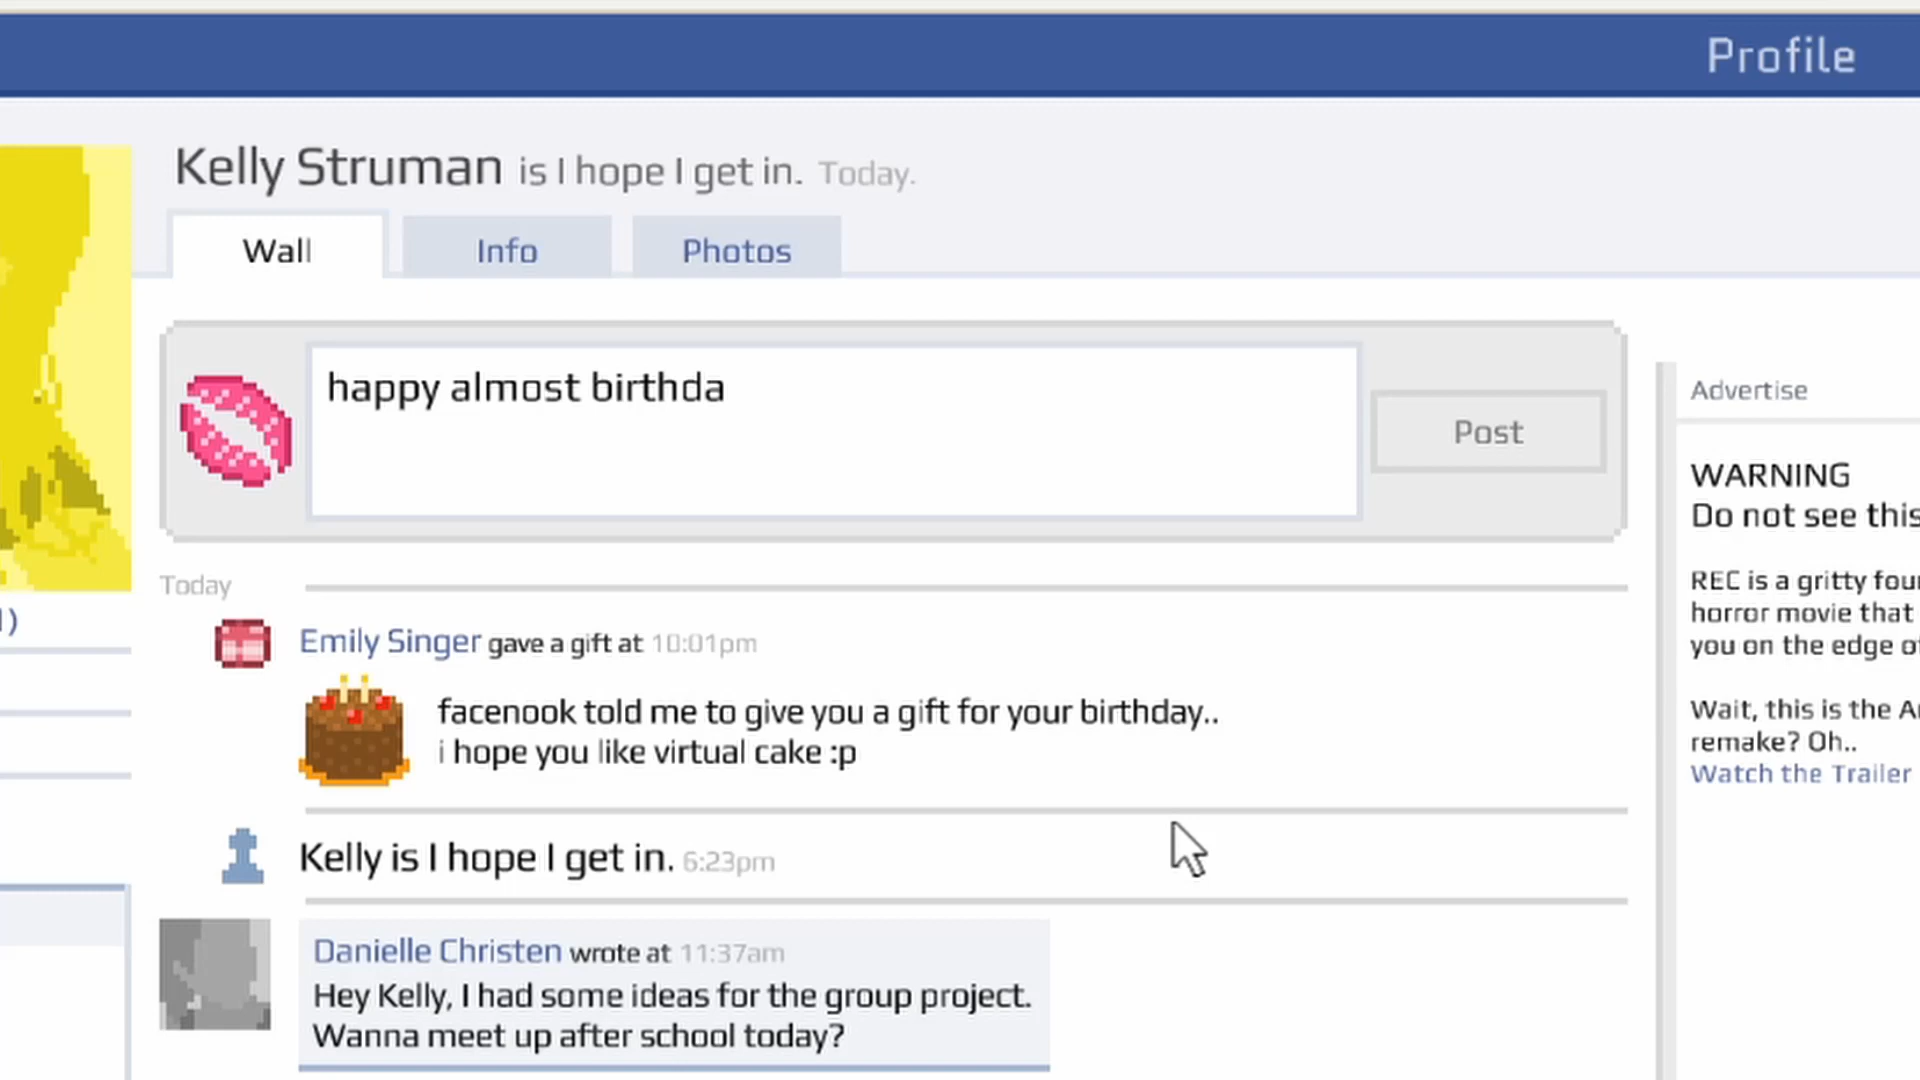 Profile
Kelly Struman is I hope I get in. Today.
Wall
Info
Photos
happy almost birthda
Post
Today
Emily Singer gave a gift at 10:01pm
facenook told me to give you a gift for your birthday..
i hope you like virtual cake :p
Kelly is I hope I get in. 6:23pm
Danielle Christen wrote at 11:37am
Hey Kelly, I had some ideas for the group project.
Wanna meet up after school today?
Advertise
WARNING
Do not see this
REC is a gritty
horror movie that
you on the edge
Wait, this is the
remake? Oh..
Watch the Trailer